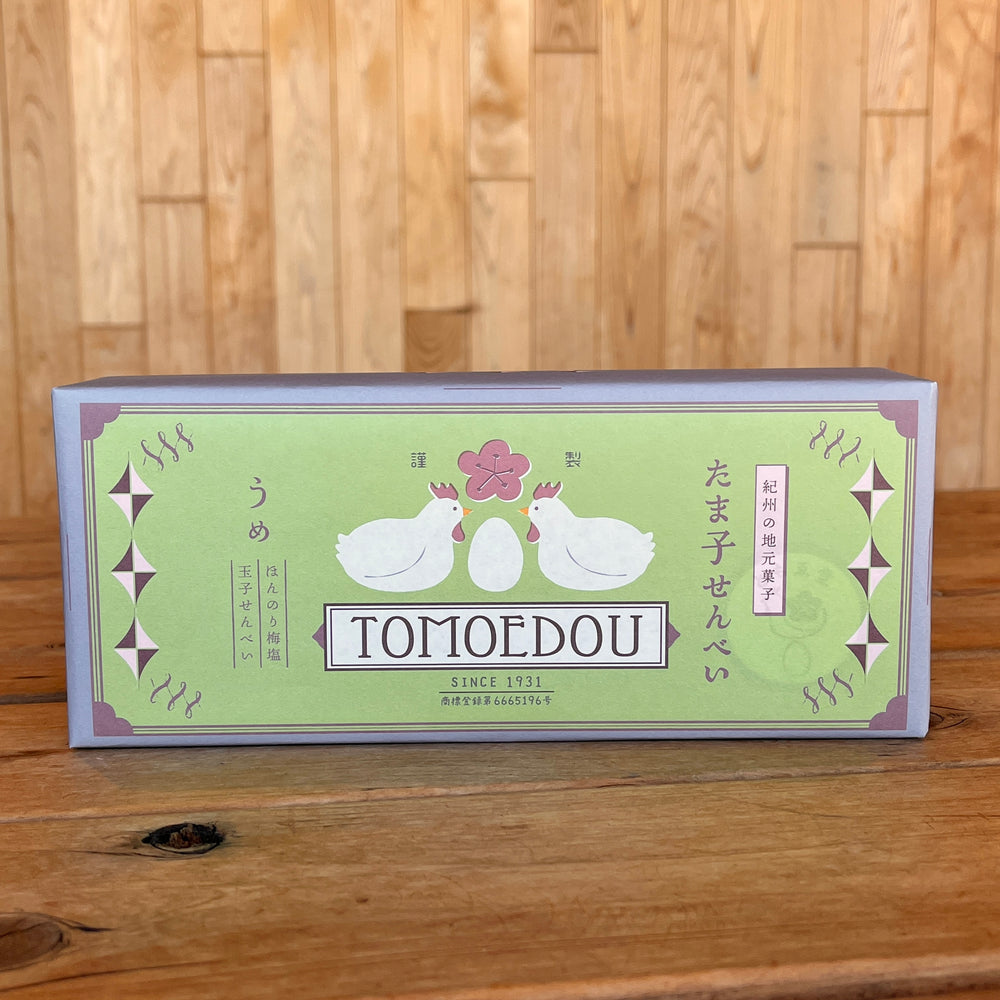 謹製
たま子せんべい
紀州の地元菓子
うめ
ほんのり梅塩
玉子せんべい
TOMOEDOU
SINCE 1931
商標登録第6665196号